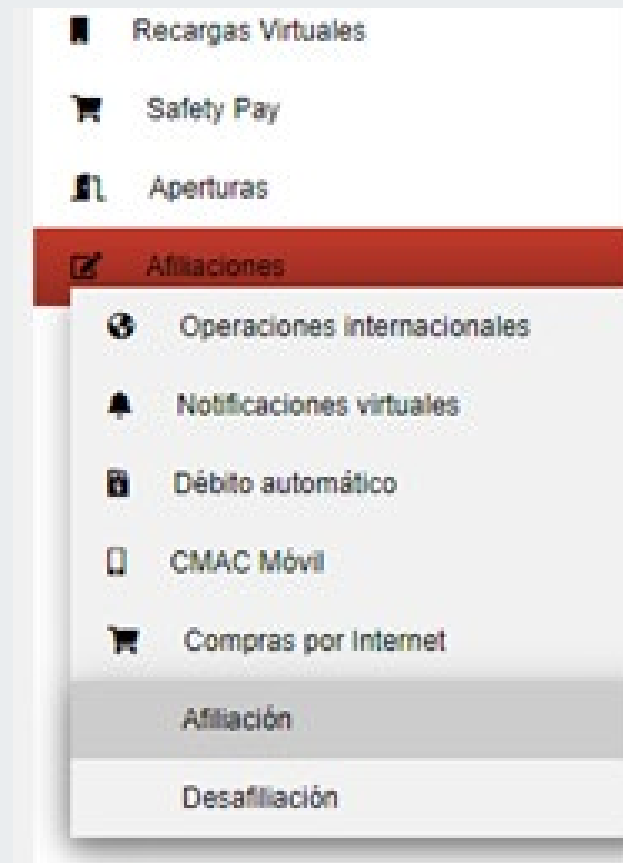 Recargas Virtuales
Safety Pay
Aperturas
Afiliaciones
Operaciones internacionales
Notificaciones virtuales
Débito automático
CMAC Móvil
Compras por Internet
Afiliación
Desafiliación